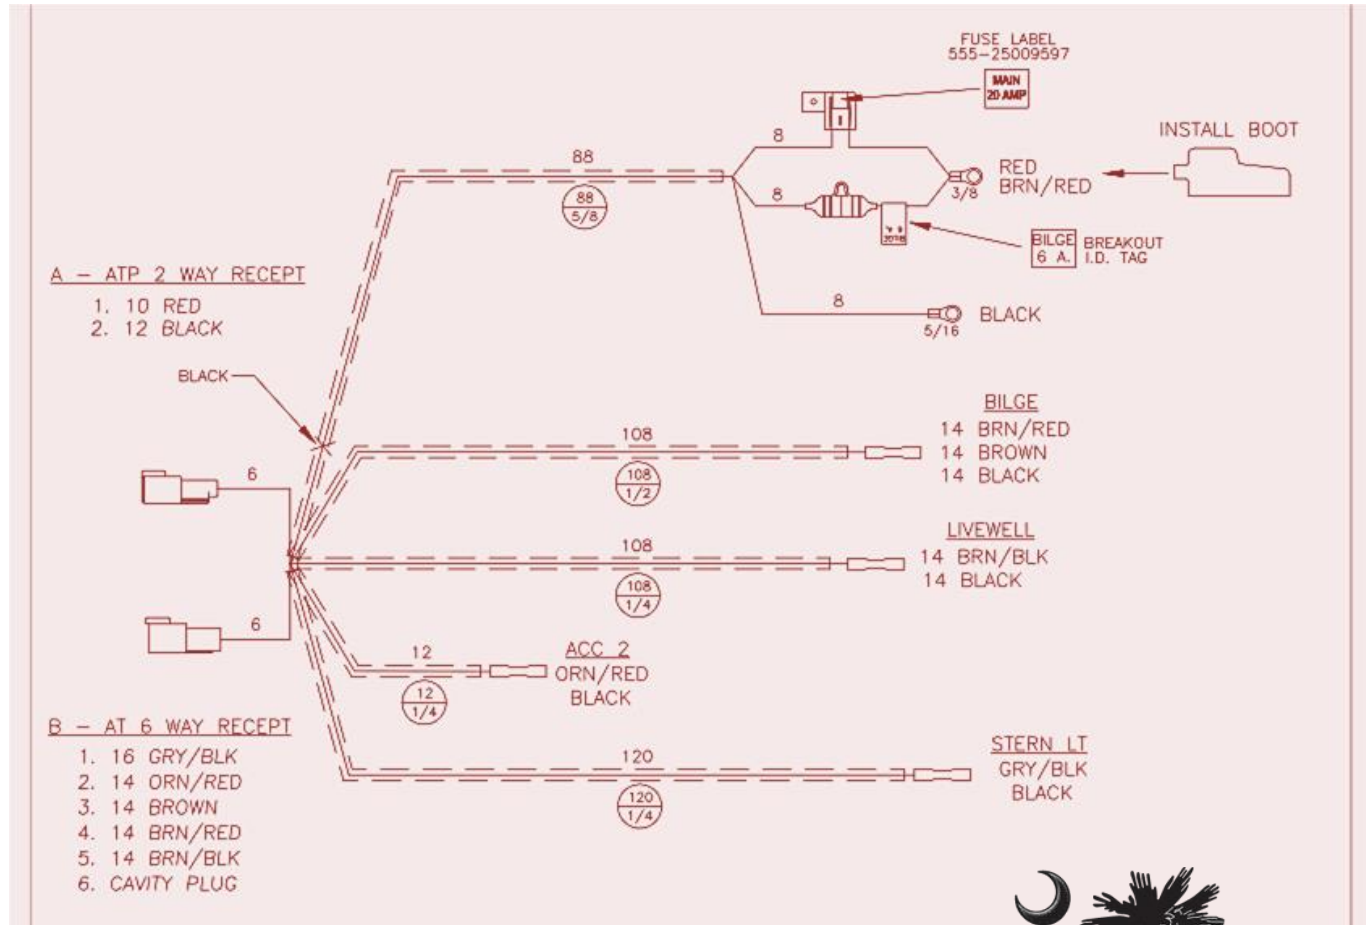 FUSE LABEL
555-25009597
MAIN
20 AMP
INSTALL BOOT
8
88
RED
BRN/RED
3/8
8
88
5/8
BILGE
6 A.
BREAKOUT
I.D. TAG
A - ATP 2 WAY RECEPT
1. 10 RED
2. 12 BLACK
8
BLACK
5/16
BLACK
BILGE
14 BRN/RED
14 BROWN
14 BLACK
108
108
1/2
6
LIVEWELL
14 BRN/BLK
14 BLACK
108
108
1/4
6
ACC 2
ORN/RED
BLACK
12
12
1/4
B - AT 6 WAY RECEPT
1. 16 GRY/BLK
2. 14 ORN/RED
3. 14 BROWN
4. 14 BRN/RED
5. 14 BRN/BLK
6. CAVITY PLUG
STERN LT
GRY/BLK
BLACK
120
120
1/4